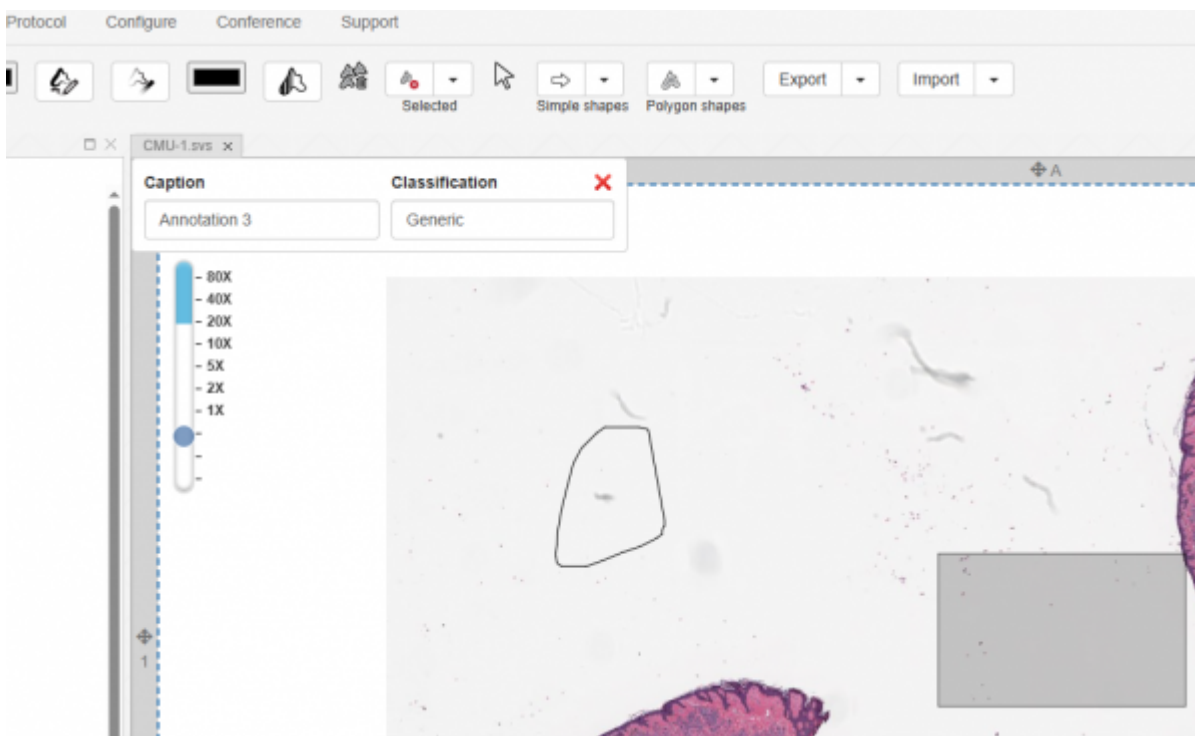 Protocol Configure Conference Support
Export Import
Selected Simple shapes Polygon shapes
CMU-1.svs x
A
Caption Classification
Annotation 3 Generic
- 80X
- 40X
- 20X
- 10X
- 5X
- 2X
- 1X
1